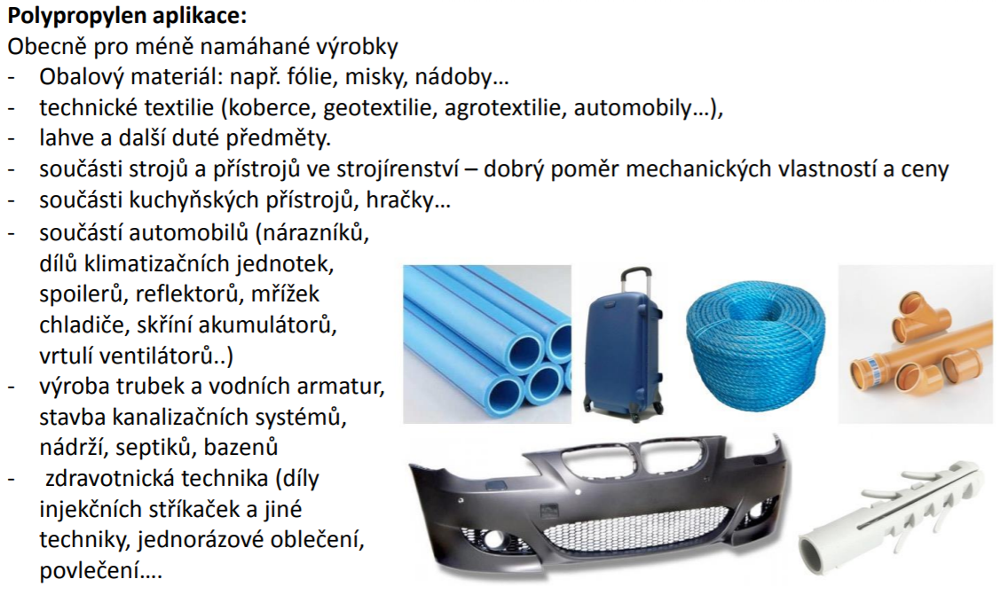 Polypropylen aplikace:
Obecně pro méně namáhané výrobky
- Obalový materiál: např. fólie, misky, nádoby…
- technické textilie (koberce, geotextilie, agrotextilie, automobily…),
- lahve a další duté předměty.
- součásti strojů a přístrojů ve strojírenství – dobrý poměr mechanických vlastností a ceny
- součásti kuchyňských přístrojů, hračky…
- součástí automobilů (nárazníků,
dílů klimatizačních jednotek,
spoilerů, reflektorů, mřížek
chladiče, skříní akumulátorů,
vrtulí ventilátorů..)
- výroba trubek a vodních armatur,
stavba kanalizačních systémů,
nádrží, septiků, bazenů
- zdravotnická technika (díly
injekčních stříkaček a jiné
techniky, jednorázové oblečení,
povlečení….